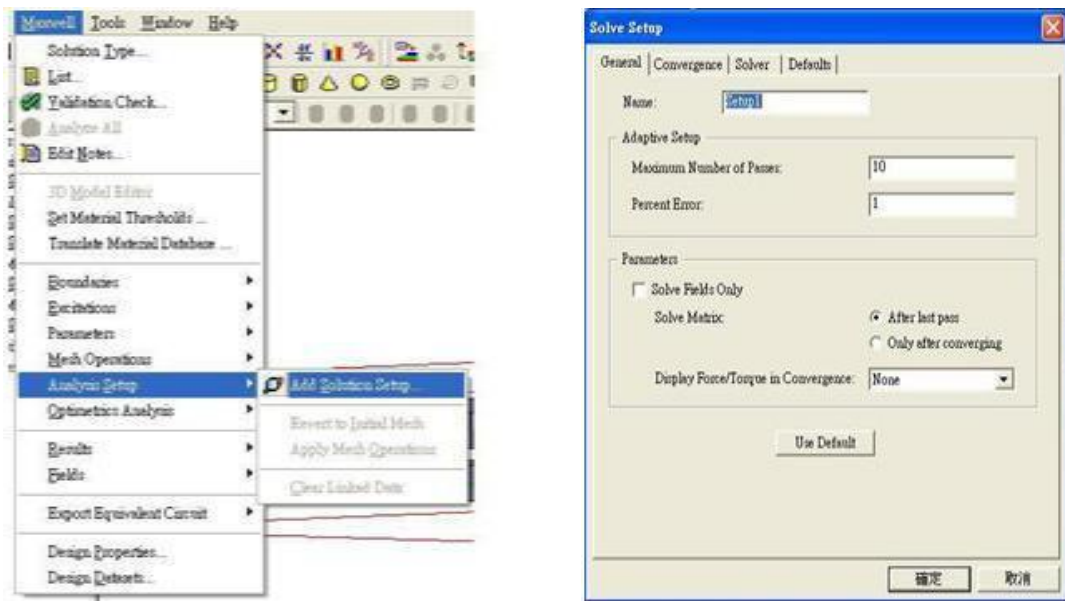 Maxwell Tools Window Help
Solution Type...
List...
Validation Check...
Analyze All
Edit Notes...
3D Model Editor
Set Material Thresholds ...
Translate Material Database ...
Boundaries
Excitations
Parameters
Mesh Operations
Analysis Setup
Add Solution Setup...
Optimetrics Analysis
Revert to Initial Mesh
Apply Mesh Operations
Results
Fields
Clear Linked Data
Export Equivalent Circuit
Design Properties...
Design Datasets...
Solve Setup
General Convergence Solver Defaults
Name: Setup1
Adaptive Setup
Maximum Number of Passes: 10
Percent Error: 1
Parameters
Solve Fields Only
Solve Matrix: After last pass
Only after converging
Display Force/Torque in Convergence: None
Use Default
確定 取消